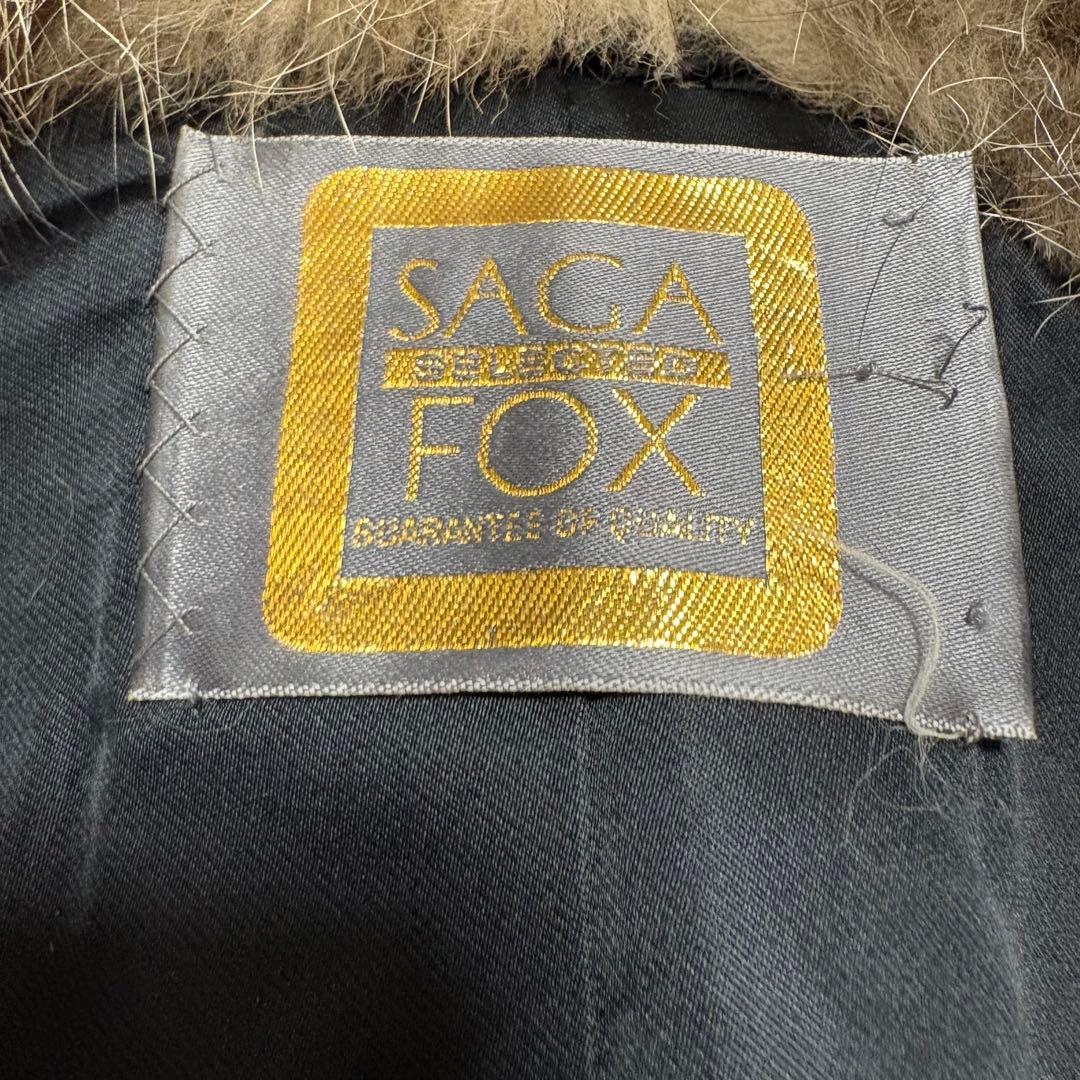 SAGA
SELECTED
FOX
GUARANTEE OF QUALITY